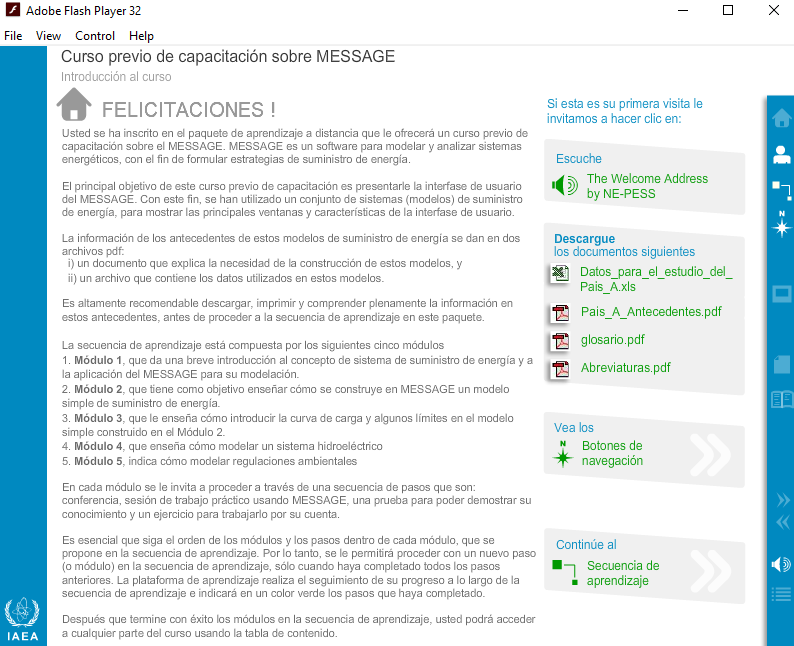 Adobe Flash Player 32
File View Control Help
Curso previo de capacitación sobre MESSAGE
Introducción al curso
FELICITACIONES !
Usted se ha inscrito en el paquete de aprendizaje a distancia que le ofrecerá un curso previo de
capacitación sobre el MESSAGE. MESSAGE es un software para modelar y analizar sistemas
energéticos, con el fin de formular estrategias de suministro de energía.
El principal objetivo de este curso previo de capacitación es presentarle la interfase de usuario
del MESSAGE. Con este fin, se han utilizado un conjunto de sistemas (modelos) de suministro
de energía, para mostrar las principales ventanas y características de la interfase de usuario.
La información de los antecedentes de estos modelos de suministro de energía se dan en dos
archivos pdf:
i) un documento que explica la necesidad de la construcción de estos modelos, y
ii) un archivo que contiene los datos utilizados en estos modelos.
Es altamente recomendable descargar, imprimir y comprender plenamente la información en
estos antecedentes, antes de proceder a la secuencia de aprendizaje en este paquete.
La secuencia de aprendizaje está compuesta por los siguientes cinco módulos
1. Módulo 1, que da una breve introducción al concepto de sistema de suministro de energía y a
la aplicación del MESSAGE para su modelación.
2. Módulo 2, que tiene como objetivo enseñar cómo se construye en MESSAGE un modelo
simple de suministro de energía.
3. Módulo 3, que le enseña cómo introducir la curva de carga y algunos límites en el modelo
simple construido en el Módulo 2.
4. Módulo 4, que enseña cómo modelar un sistema hidroeléctrico
5. Módulo 5, indica cómo modelar regulaciones ambientales
En cada módulo se le invita a proceder a través de una secuencia de pasos que son:
conferencia, sesión de trabajo práctico usando MESSAGE, una prueba para poder demostrar su
conocimiento y un ejercicio para trabajarlo por su cuenta.
Es esencial que siga el orden de los módulos y los pasos dentro de cada módulo, que se
propone en la secuencia de aprendizaje. Por lo tanto, se le permitirá proceder con un nuevo paso
(o módulo) en la secuencia de aprendizaje, sólo cuando haya completado todos los pasos
anteriores. La plataforma de aprendizaje realiza el seguimiento de su progreso a lo largo de la
secuencia de aprendizaje e indicará en un color verde los pasos que haya completado.
Después que termine con éxito los módulos en la secuencia de aprendizaje, usted podrá acceder
a cualquier parte del curso usando la tabla de contenido.
Si esta es su primera visita le
invitamos a hacer clic en:
Escuche
The Welcome Address
by NE-PESS
Descargue
los documentos siguientes
Datos_para_el_estudio_del_
Pais_A.xls
Pais_A_Antecedentes.pdf
glosario.pdf
Abreviaturas.pdf
Vea los
N
Botones de
navegación
Continúe al
Secuencia de
aprendizaje
N
IAEA